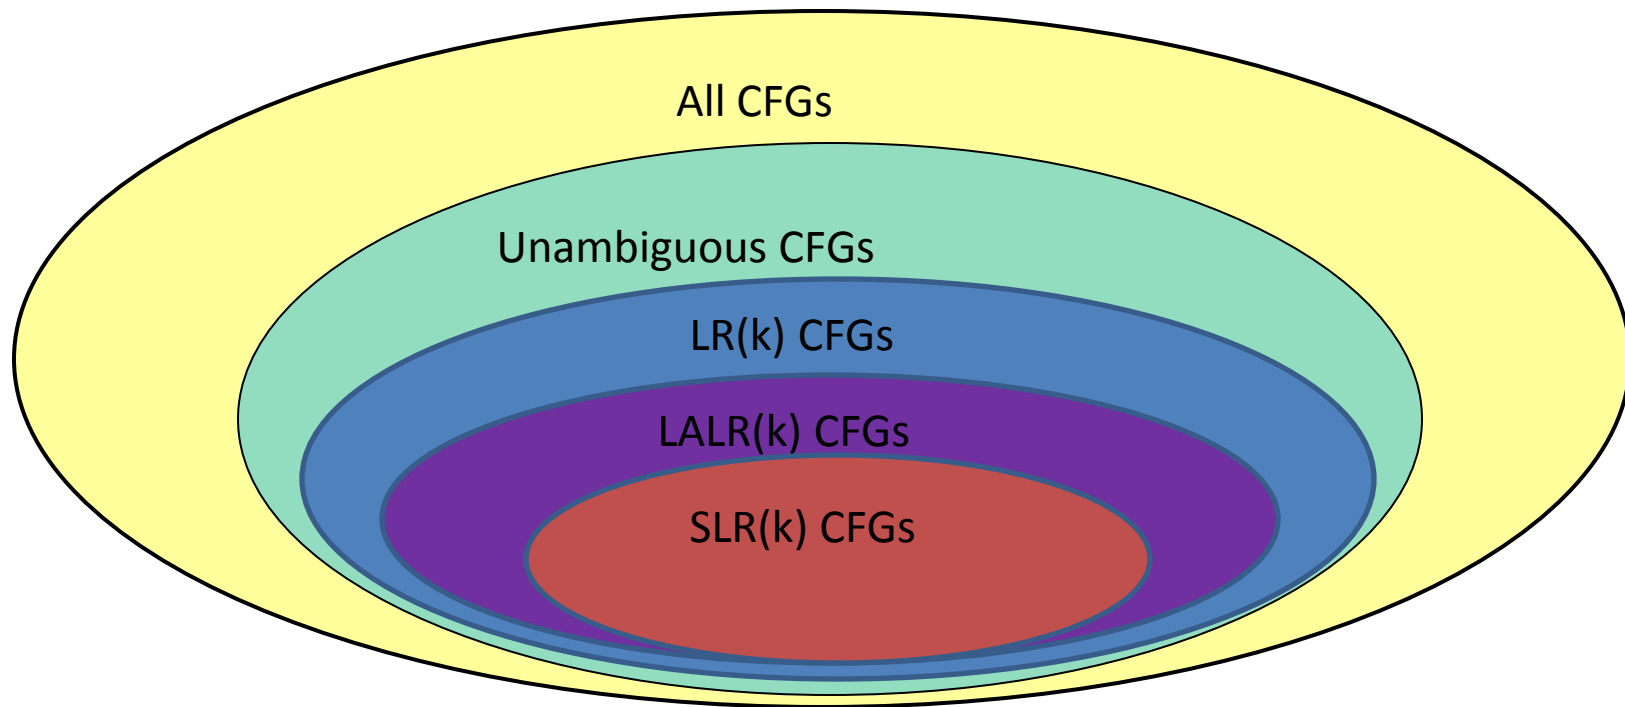 All CFGs
Unambiguous CFGs
LR(k) CFGs
LALR(k) CFGs
SLR(k) CFGs